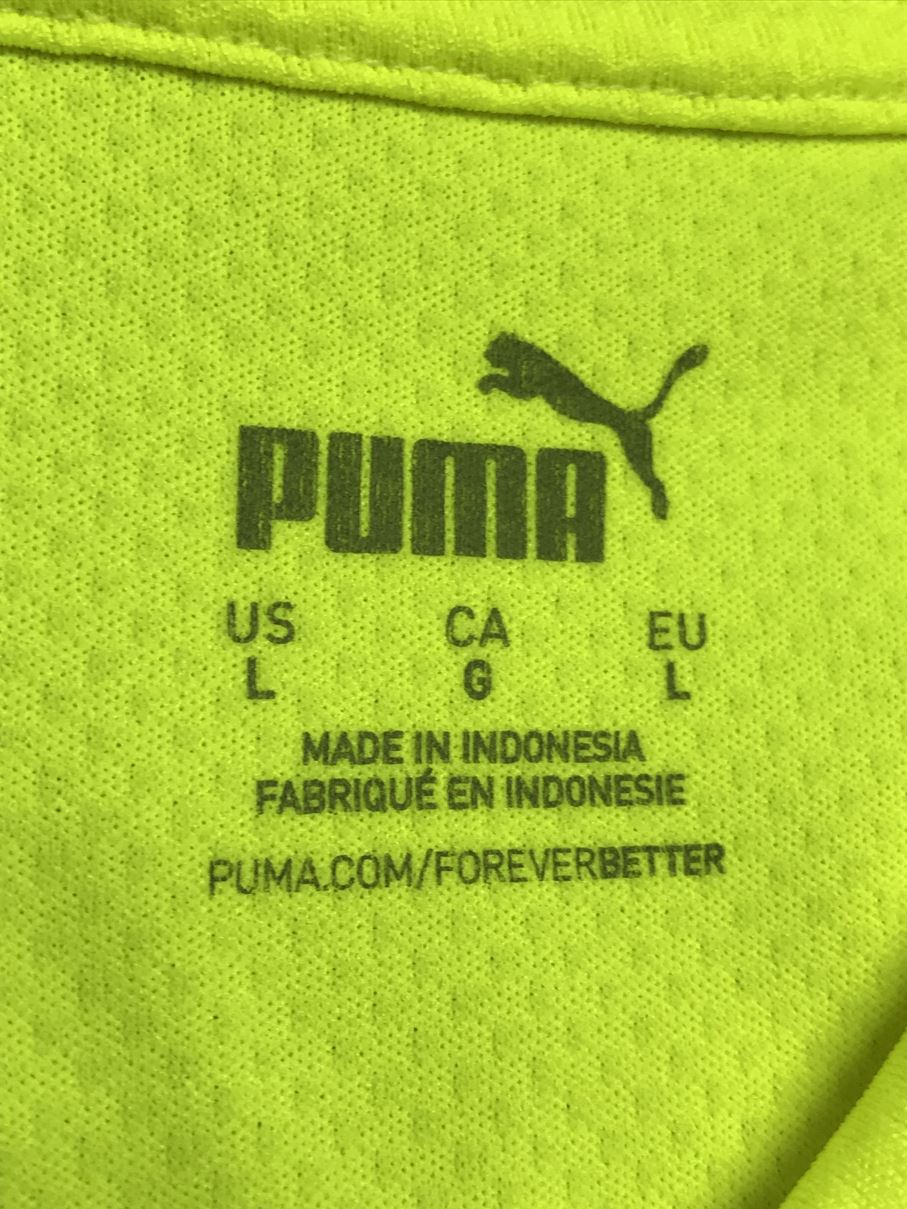 PUMA
US CA EU
L G L
MADE IN INDONESIA
FABRIQUÉ EN INDONESIE
PUMA.COM/FOREVERBETTER